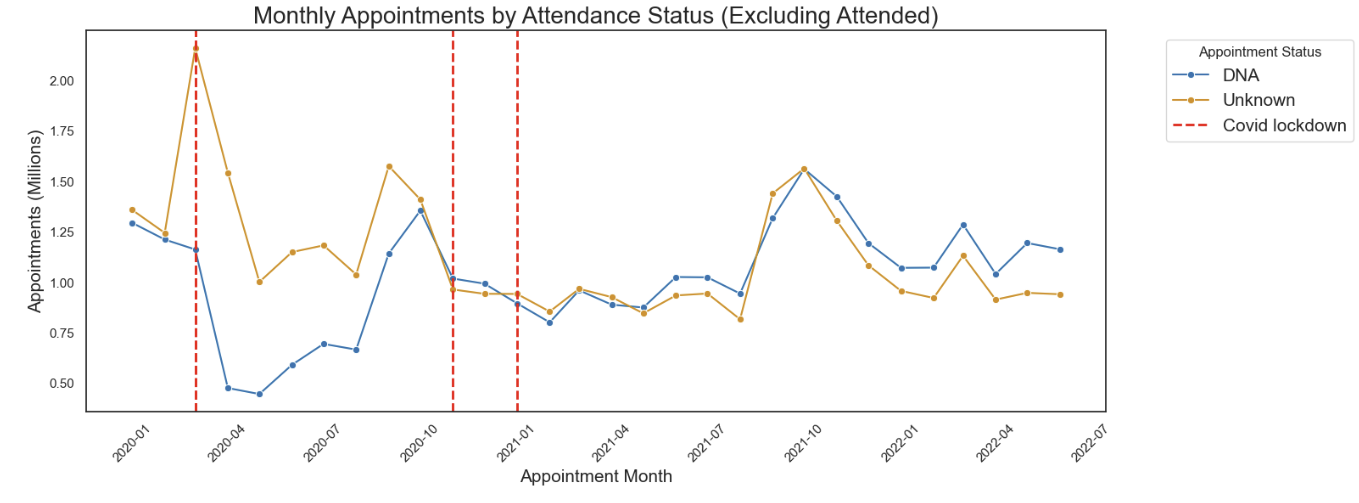 Monthly Appointments by Attendance Status (Excluding Attended)
Appointment Status
DNA
Unknown
Covid lockdown
Appointments (Millions)
2.00
1.75
1.50
1.25
1.00
0.75
0.50
2020-01
2020-04
2020-07
2020-10
2021-01
2021-04
2021-07
2021-10
2022-01
2022-04
2022-07
Appointment Month